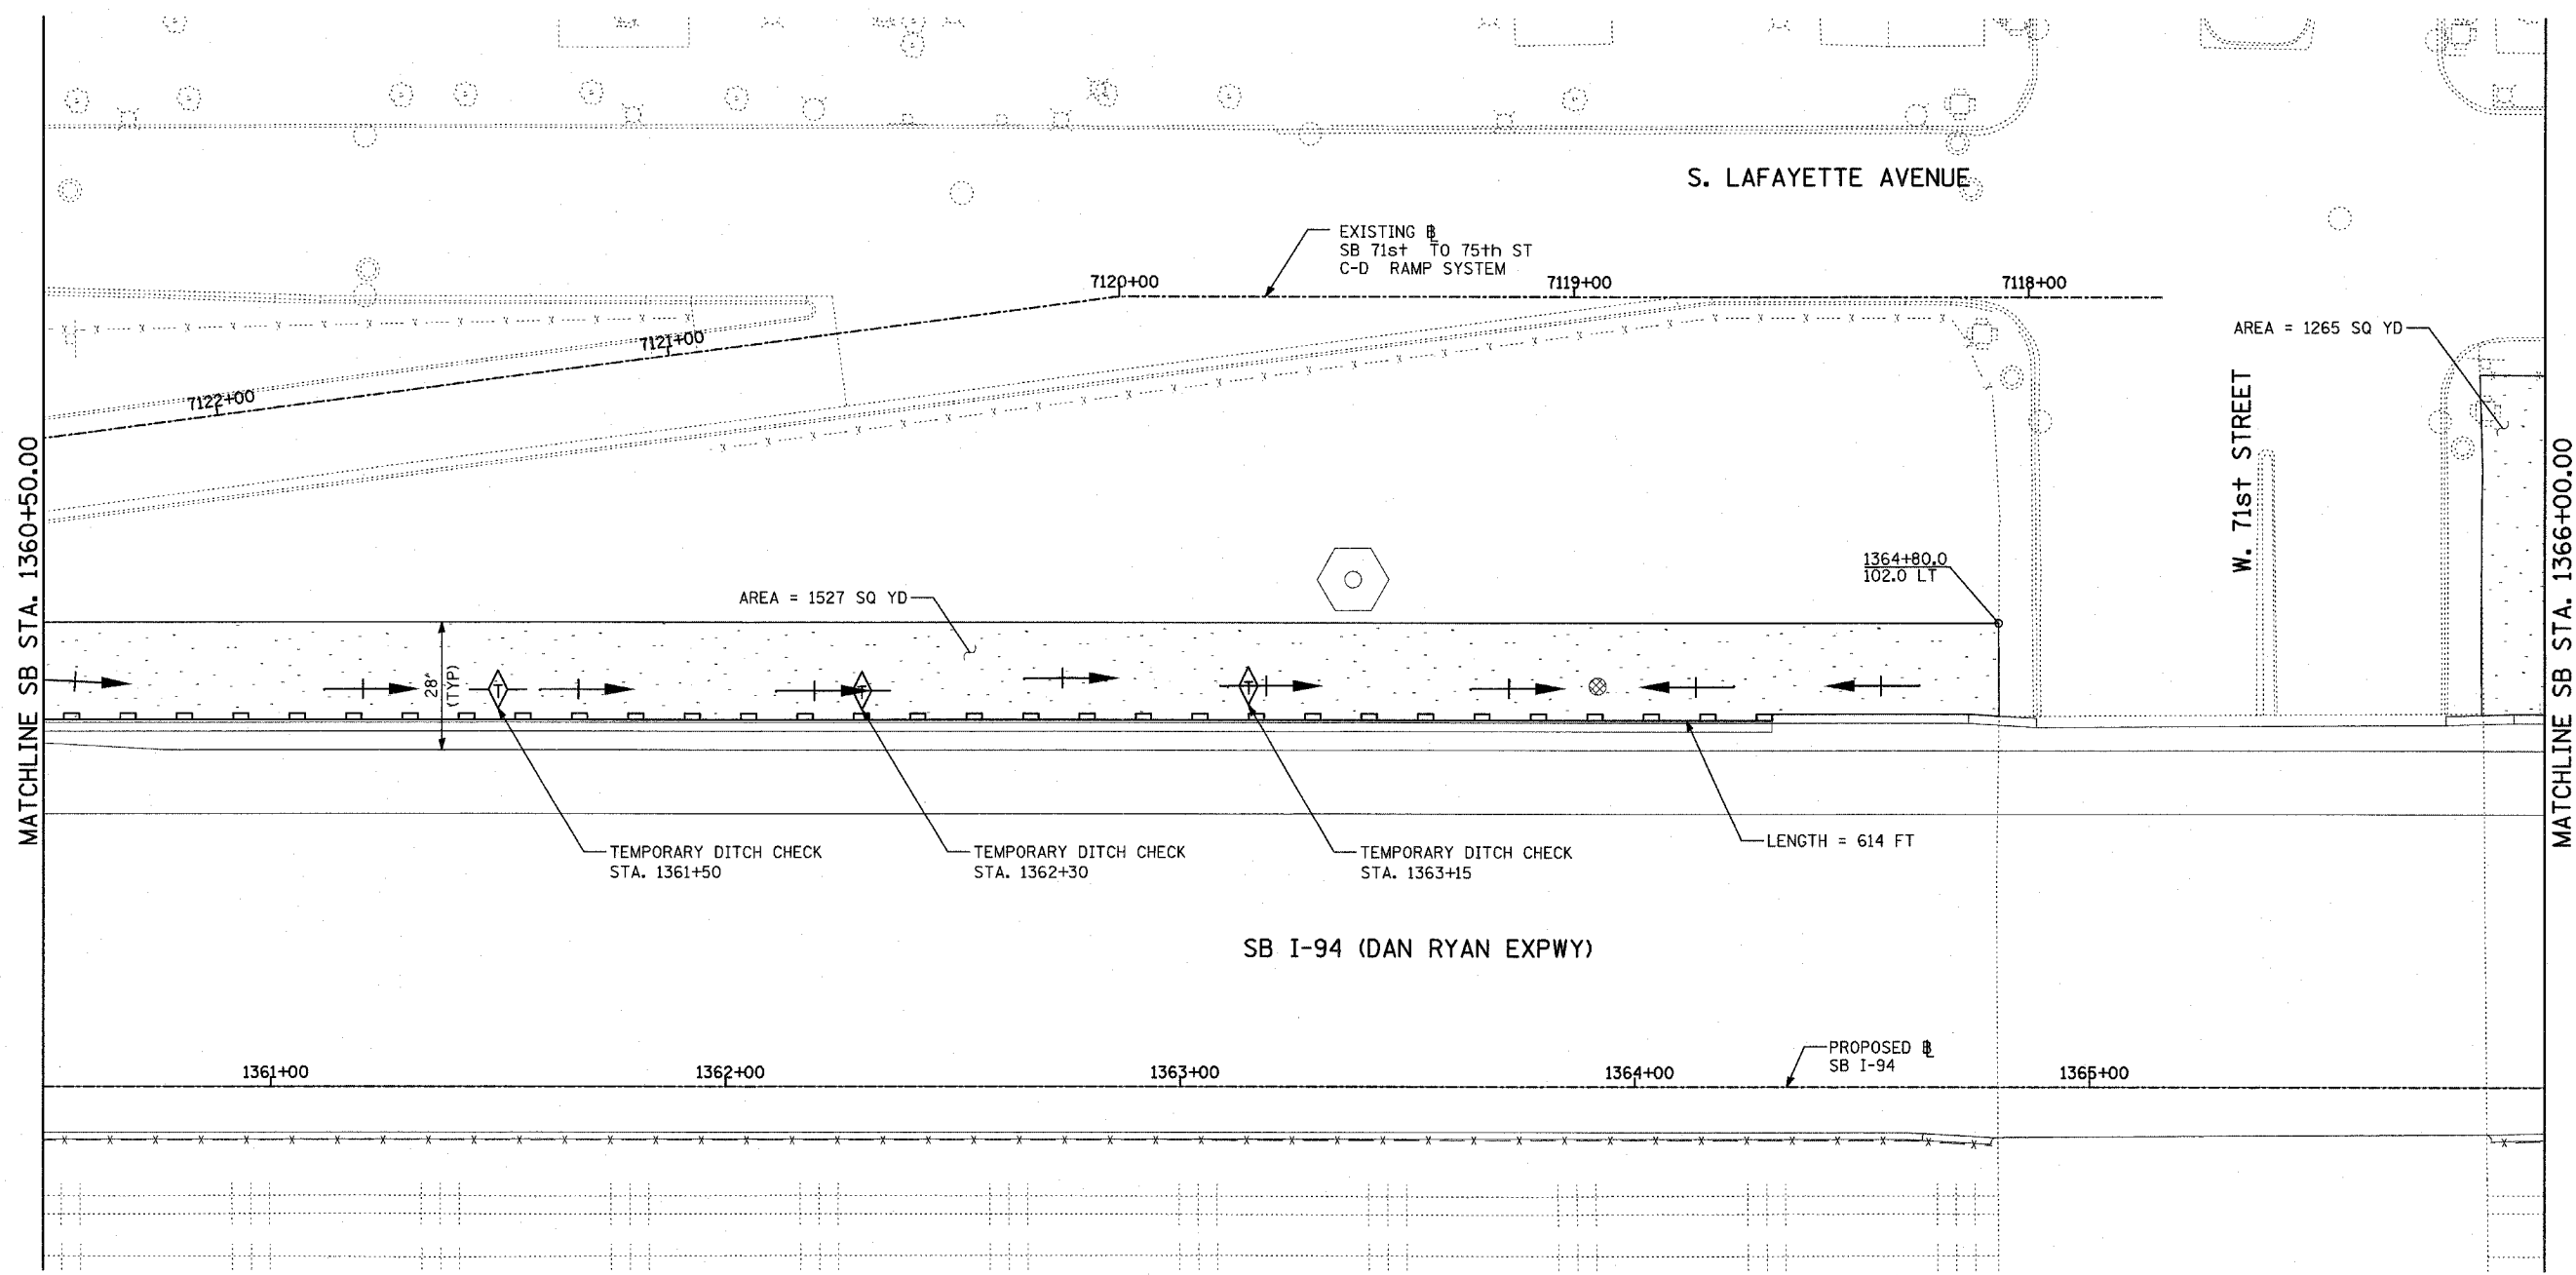 S. LAFAYETTE AVENUE
EXISTING ℄
SB 71st TO 75th ST
C-D RAMP SYSTEM
7120+00
7119+00
7118+00
7121+00
7122+00
AREA = 1265 SQ YD
W. 71st STREET
MATCHLINE SB STA. 1360+50.00
MATCHLINE SB STA. 1366+00.00
1364+80.0
102.0 LT
AREA = 1527 SQ YD
28'
(TYP)
T
T
T
TEMPORARY DITCH CHECK
STA. 1361+50
TEMPORARY DITCH CHECK
STA. 1362+30
TEMPORARY DITCH CHECK
STA. 1363+15
LENGTH = 614 FT
SB I-94 (DAN RYAN EXPWY)
PROPOSED ℄
SB I-94
1361+00
1362+00
1363+00
1364+00
1365+00